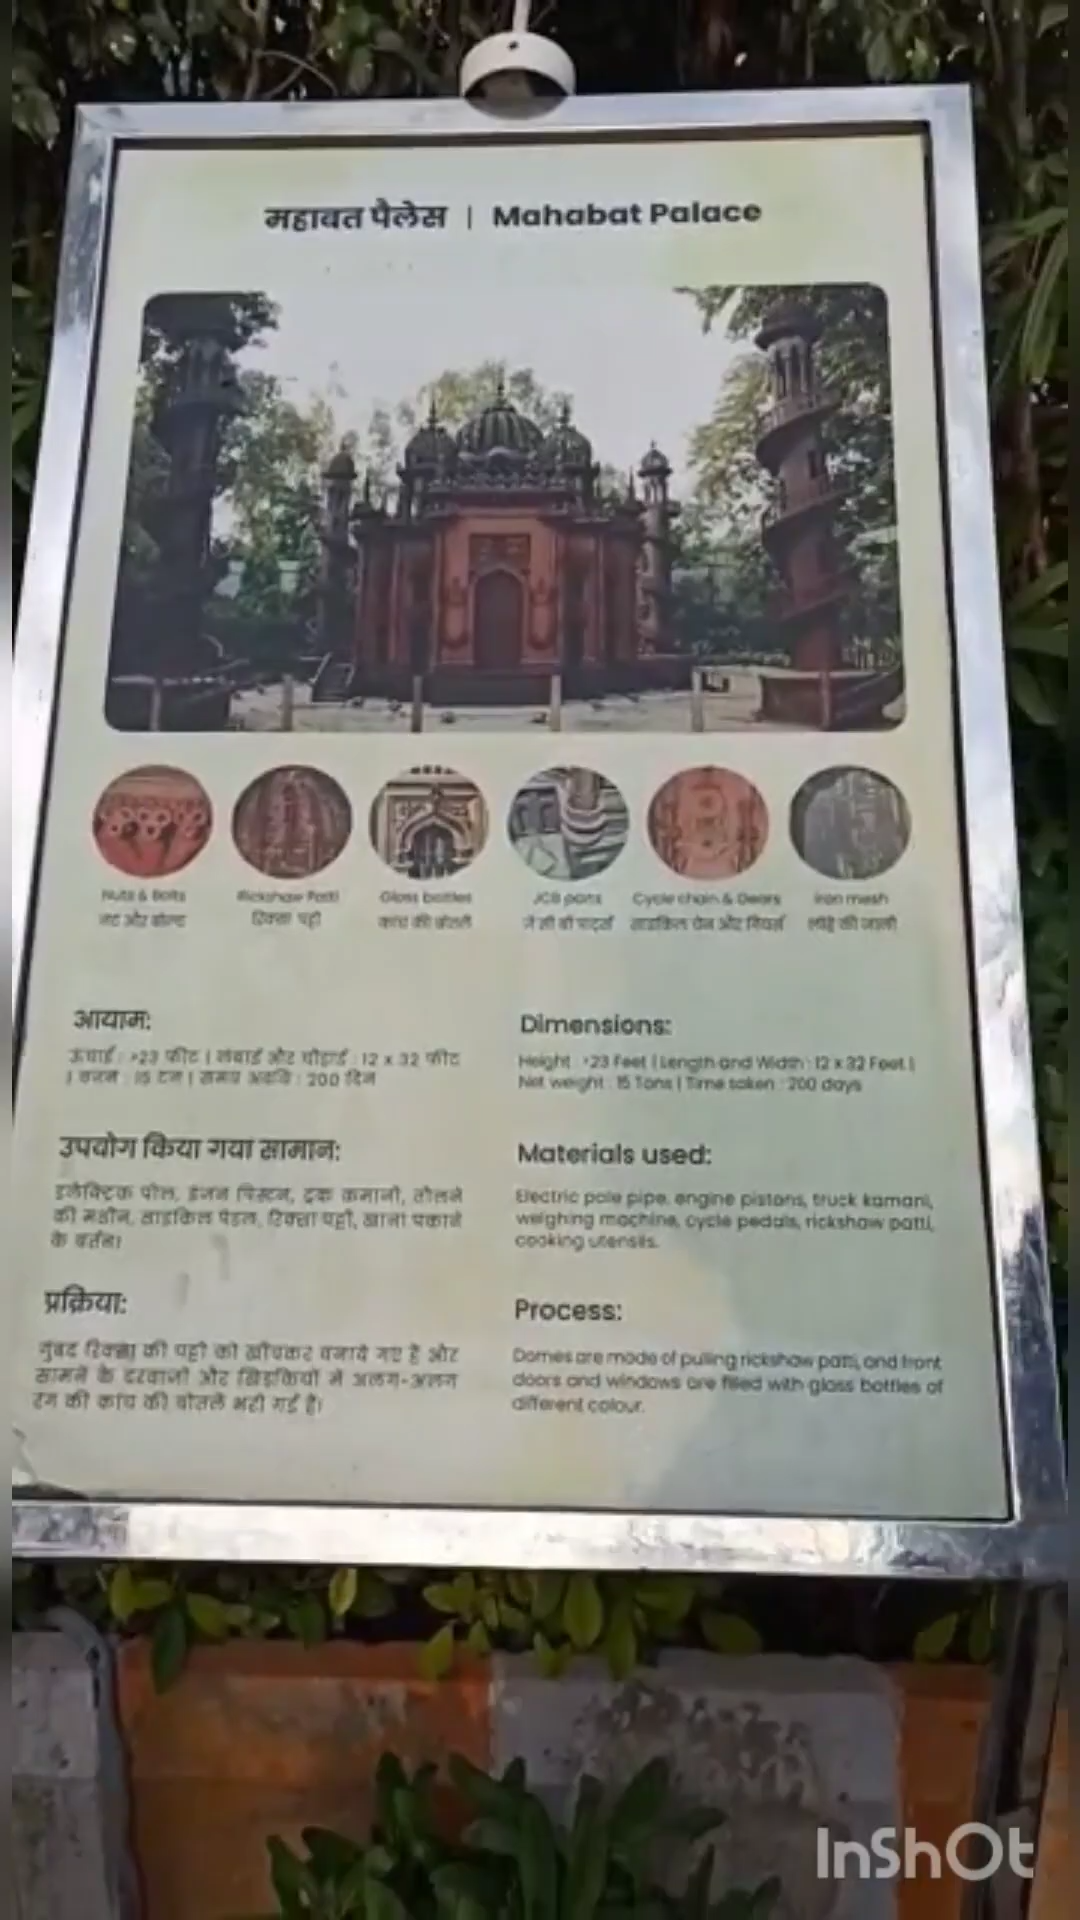 महाबत पैलेस | Mahabat Palace
Nuts & Bolts
नट और बोल्ट
Rickshaw Patti
रिक्शा पट्टी
Glass bottles
कांच की बोतलें
JCB parts
जे सी बी पार्ट्स
Cycle chain & Gears
साइकिल चेन और गियर्स
Iron mesh
लोहे की जाली
आयाम:
ऊंचाई : >23 फीट | लंबाई और चौड़ाई : 12 x 32 फीट
| वजन : 15 टन | समय अवधि : 200 दिन
उपयोग किया गया सामान:
इलेक्ट्रिक पोल, इंजन पिस्टन, ट्रक कमानी, तौलने
की मशीन, साइकिल पेडल, रिक्शा पट्टी, खाना पकाने
के बर्तन।
प्रक्रिया:
गुंबद रिक्शा की पट्टी को खींचकर बनाये गए हैं और
सामने के दरवाजों और खिड़कियों में अलग-अलग
रंग की कांच की बोतलें भरी गई हैं।
Dimensions:
Height : >23 Feet | Length and Width : 12 x 32 Feet |
Net weight : 15 Tons | Time taken : 200 days
Materials used:
Electric pole pipe, engine pistons, truck kamani,
weighing machine, cycle pedals, rickshaw patti,
cooking utensils.
Process:
Domes are made of pulling rickshaw patti, and front
doors and windows are filled with glass bottles of
different colour.
InShOt